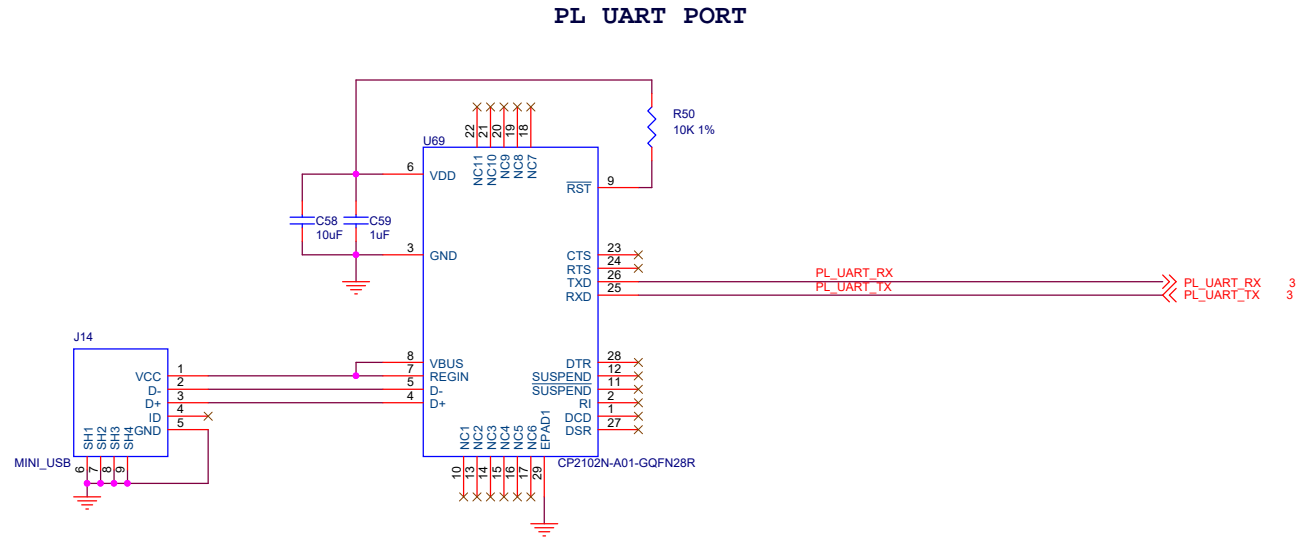 PL UART PORT
R50
10K 1%
U69
22 21 20 19 18
NC11 NC10 NC9 NC8 NC7
6 VDD
RST 9
C58
10uF
C59
1uF
3 GND
CTS 23
RTS 24
TXD 26 PL_UART_RX PL_UART_RX 3
RXD 25 PL_UART_TX PL_UART_TX 3
J14
8 VBUS
7 REGIN
5 D-
4 D+
DTR 28
SUSPEND 12
SUSPEND 11
RI 2
DCD 1
DSR 27
VCC 1
D- 2
D+ 3
ID 4
GND 5
SH1 SH2 SH3 SH4
6 7 8 9
MINI_USB
NC1 NC2 NC3 NC4 NC5 NC6 EPAD1
10 13 14 15 16 17 29
CP2102N-A01-GQFN28R